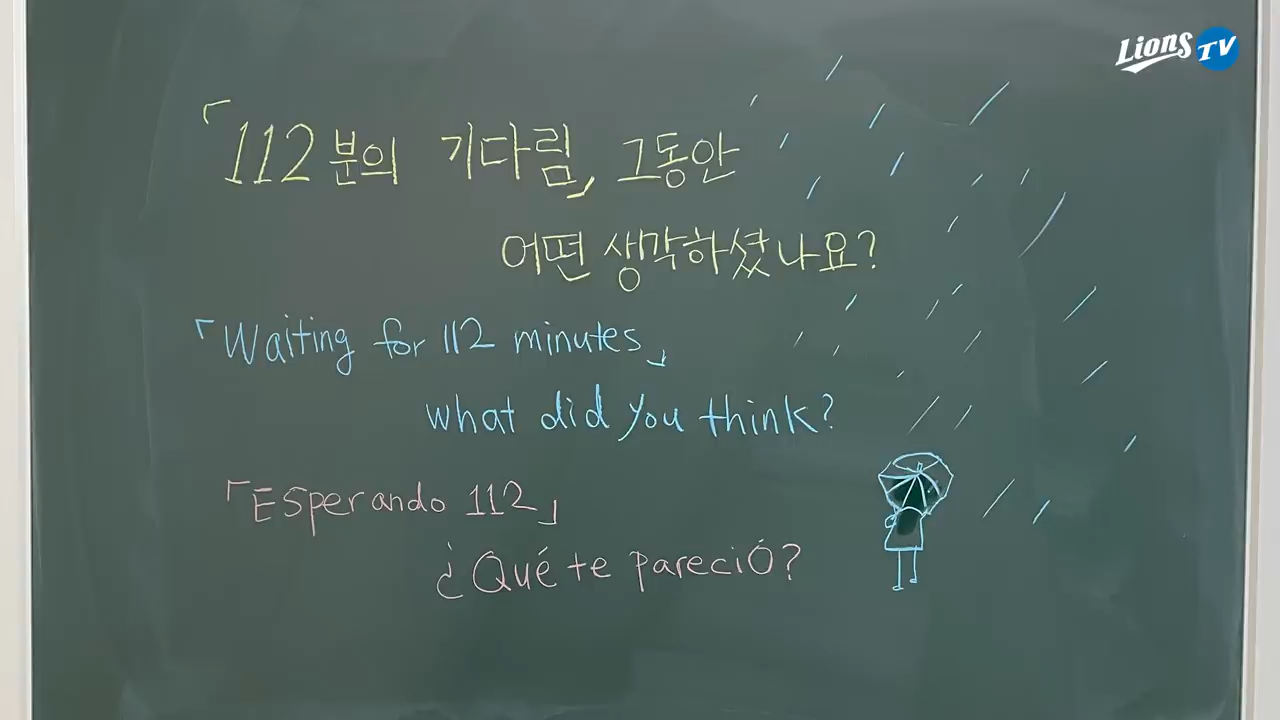 Lions TV
「112분의 기다림」 그동안
어떤 생각하셨나요?
「Waiting for 112 minutes」
what did you think?
「Esperando 112」
¿Qué te pareció?